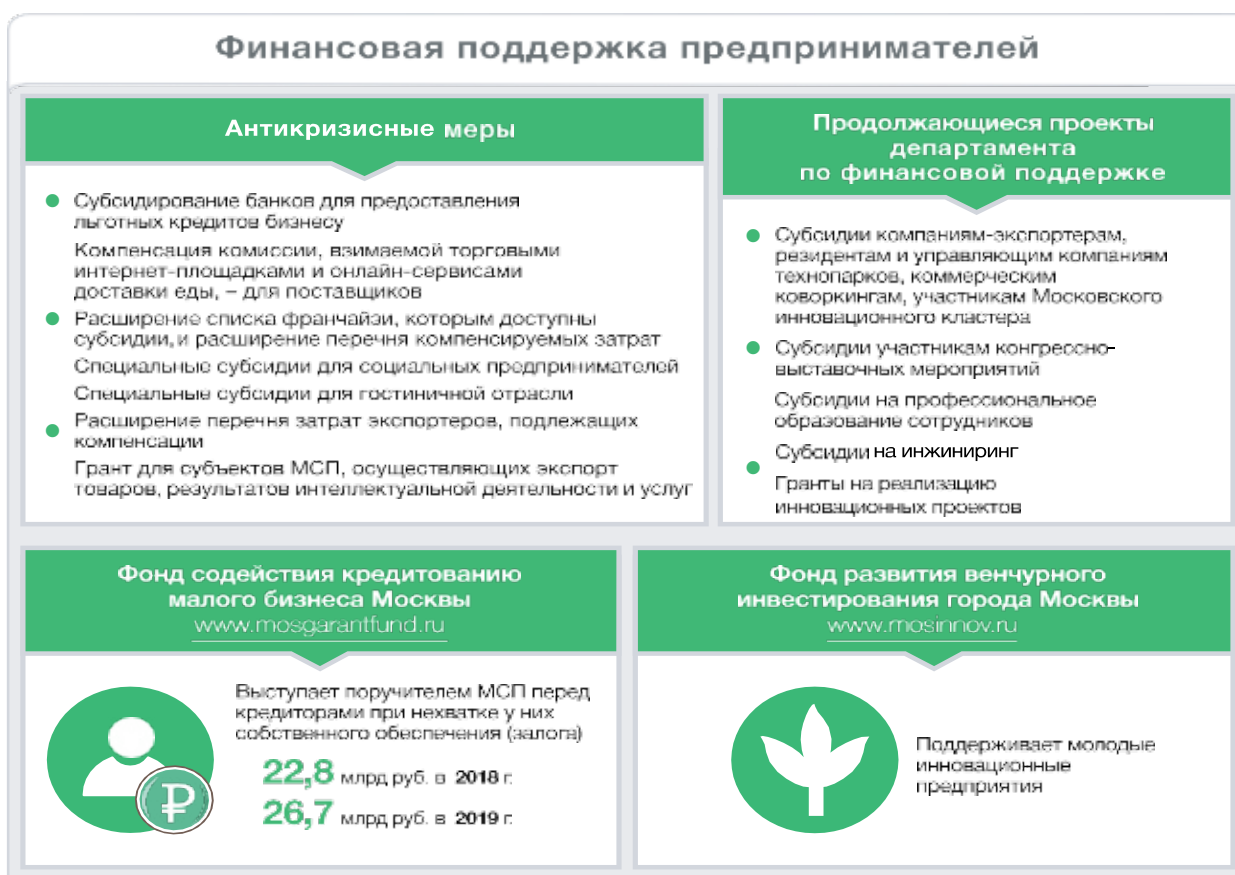 Финансовая поддержка предпринимателей
Антикризисные меры
Субсидирование банков для предоставления
льготных кредитов бизнесу
Компенсация комиссии, взимаемой торговыми
интернет-площадками и онлайн-сервисами
доставки еды, – для поставщиков
Расширение списка франчайзи, которым доступны
субсидии, и расширение перечня компенсируемых затрат
Специальные субсидии для социальных предпринимателей
Специальные субсидии для гостиничной отрасли
Расширение перечня затрат экспортеров, подлежащих
компенсации
Грант для субъектов МСП, осуществляющих экспорт
товаров, результатов интеллектуальной деятельности и услуг
Продолжающиеся проекты
департамента
по финансовой поддержке
Субсидии компаниям-экспортерам,
резидентам и управляющим компаниям
технопарков, коммерческим
коворкингам, участникам Московского
инновационного кластера
Субсидии участникам конгрессно-
выставочных мероприятий
Субсидии на профессиональное
образование сотрудников
Субсидии на инжиниринг
Гранты на реализацию
инновационных проектов
Фонд содействия кредитованию
малого бизнеса Москвы
www.mosgarantfund.ru
Выступает поручителем МСП перед
кредиторами при нехватке у них
собственного обеспечения (залога)
22,8 млрд руб. в 2018 г.
26,7 млрд руб. в 2019 г.
Фонд развития венчурного
инвестирования города Москвы
www.mosinnov.ru
Поддерживает молодые
инновационные
предприятия